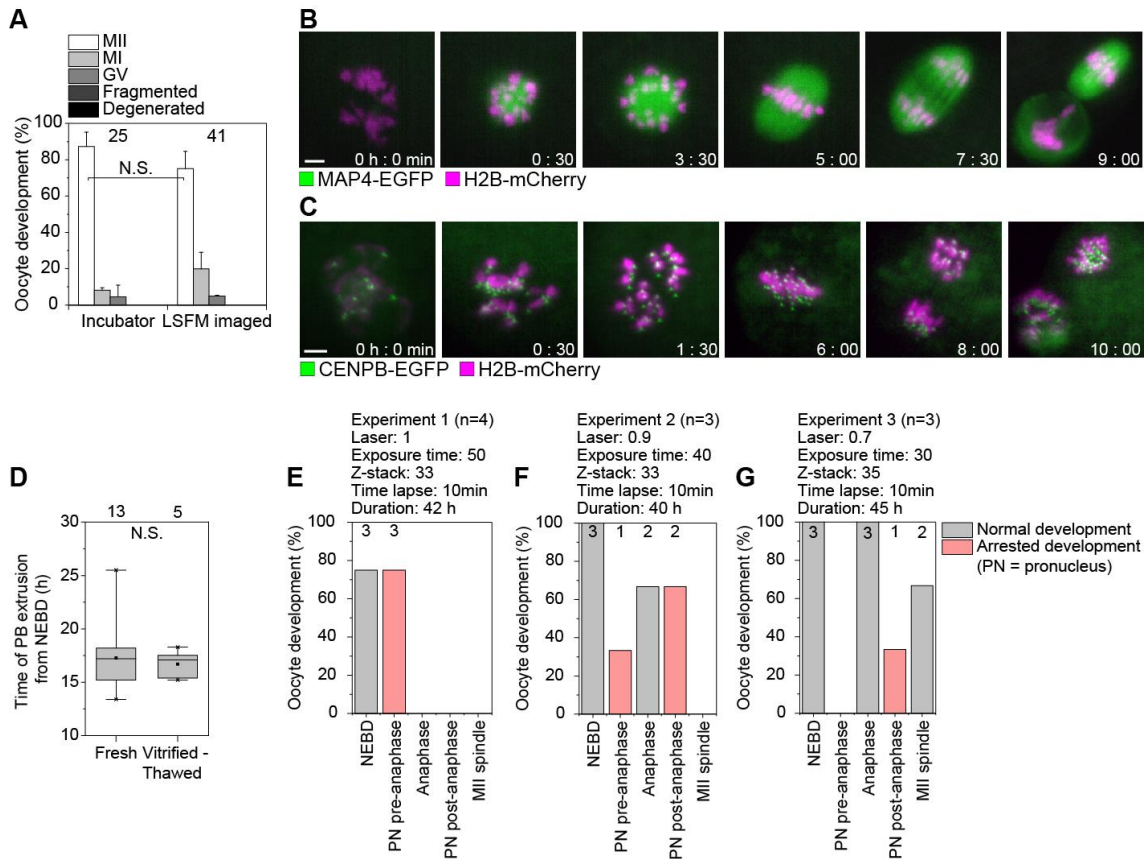 A
MII
MI
GV
Fragmented
Degenerated
Oocyte development (%)
100
80
60
40
20
0
25
41
N.S.
Incubator
LSFM imaged
B
0 h : 0 min
0 : 30
3 : 30
5 : 00
7 : 30
9 : 00
MAP4-EGFP
H2B-mCherry
C
0 h : 0 min
0 : 30
1 : 30
6 : 00
8 : 00
10 : 00
CENPB-EGFP
H2B-mCherry
D
Time of PB extrusion
from NEBD (h)
30
25
20
15
10
13
5
N.S.
Fresh
Vitrified -
Thawed
E
Experiment 1 (n=4)
Laser: 1
Exposure time: 50
Z-stack: 33
Time lapse: 10min
Duration: 42 h
Oocyte development (%)
100
80
60
40
20
0
3
3
NEBD
PN pre-anaphase
Anaphase
PN post-anaphase
MII spindle
F
Experiment 2 (n=3)
Laser: 0.9
Exposure time: 40
Z-stack: 33
Time lapse: 10min
Duration: 40 h
Oocyte development (%)
100
80
60
40
20
0
3
1
2
2
NEBD
PN pre-anaphase
Anaphase
PN post-anaphase
MII spindle
G
Experiment 3 (n=3)
Laser: 0.7
Exposure time: 30
Z-stack: 35
Time lapse: 10min
Duration: 45 h
Oocyte development (%)
100
80
60
40
20
0
3
3
1
2
NEBD
PN pre-anaphase
Anaphase
PN post-anaphase
MII spindle
Normal development
Arrested development
(PN = pronucleus)